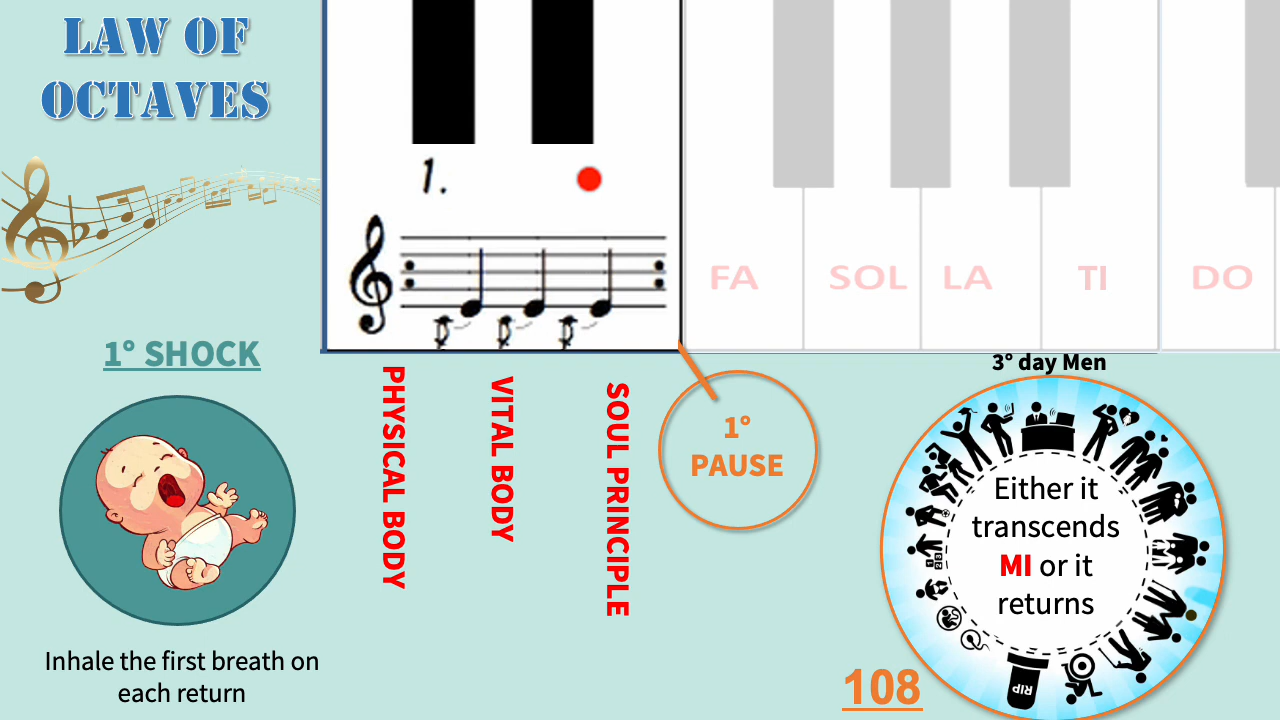 LAW OF
OCTAVES
1.
FA SOL LA TI DO
1° SHOCK
Inhale the first breath on
each return
PHYSICAL BODY
VITAL BODY
SOUL PRINCIPLE
1°
PAUSE
3° day Men
Either it
transcends
MI or it
returns
RIP
108